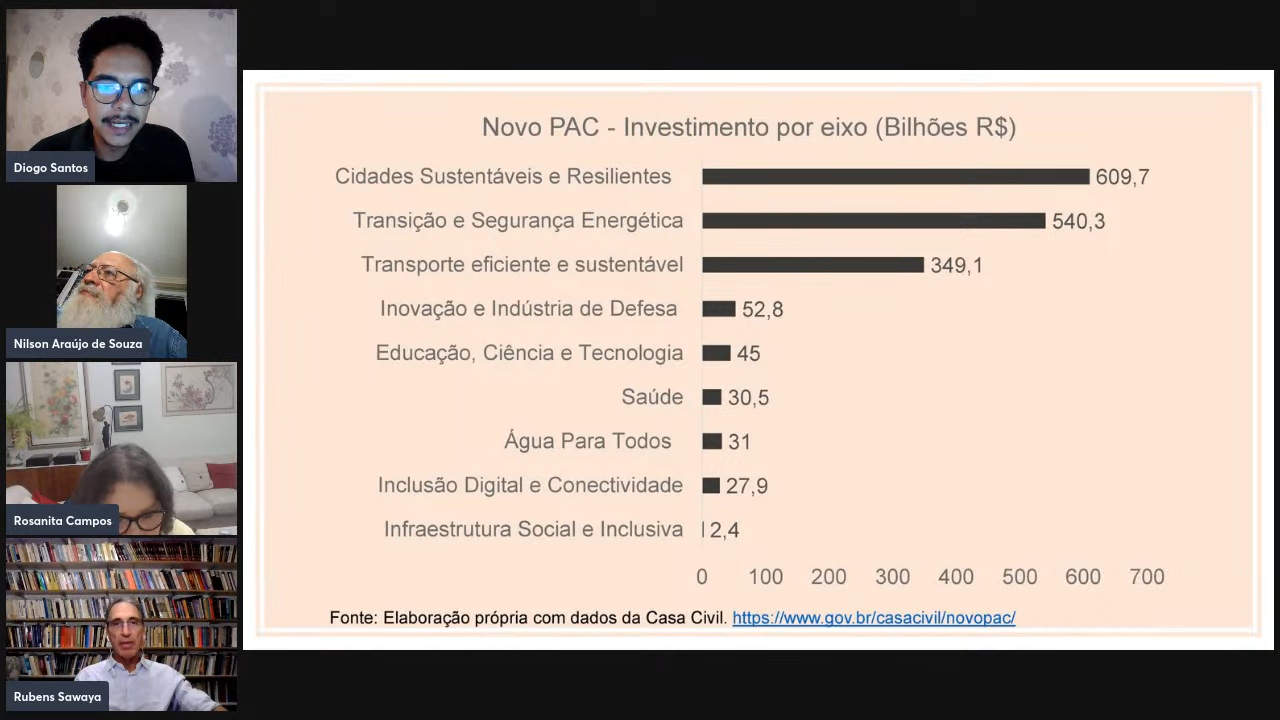 Diogo Santos
Nilson Araújo de Souza
Rosanita Campos
Rubens Sawaya
Novo PAC - Investimento por eixo (Bilhões R$)
Cidades Sustentáveis e Resilientes 609,7
Transição e Segurança Energética 540,3
Transporte eficiente e sustentável 349,1
Inovação e Indústria de Defesa 52,8
Educação, Ciência e Tecnologia 45
Saúde 30,5
Água Para Todos 31
Inclusão Digital e Conectividade 27,9
Infraestrutura Social e Inclusiva 2,4
0 100 200 300 400 500 600 700
Fonte: Elaboração própria com dados da Casa Civil. https://www.gov.br/casacivil/novopac/